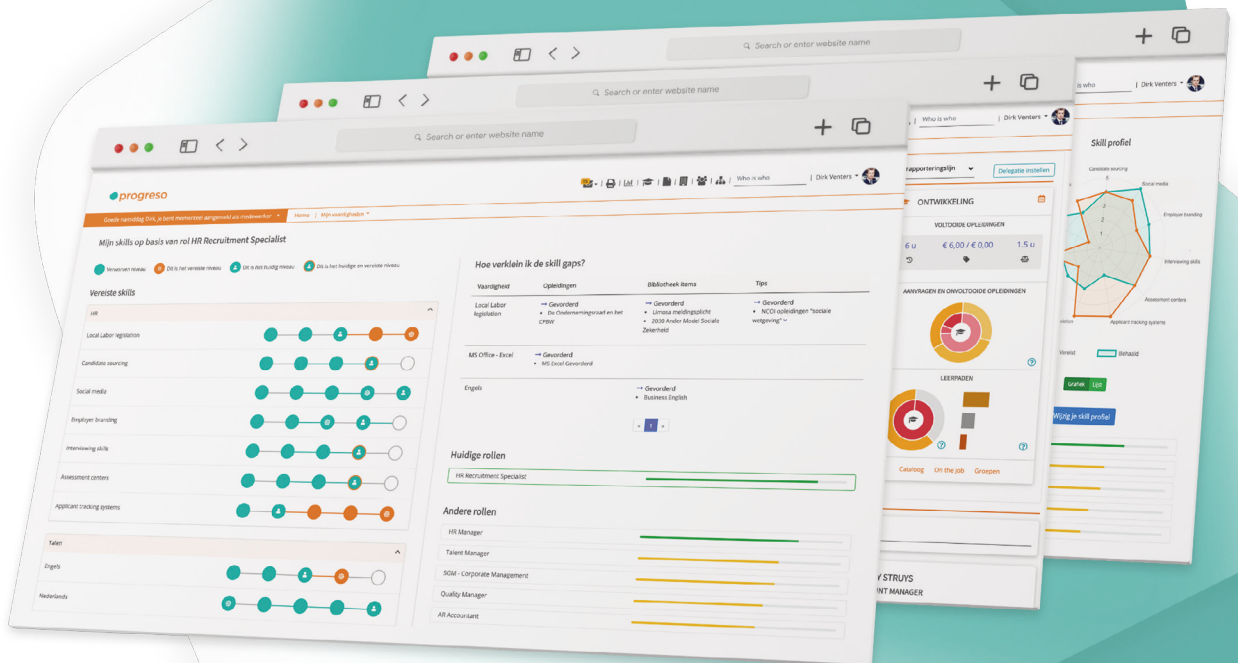 Search or enter website name
Search or enter website name
Search or enter website name
progreso
Who is who | Dirk Venters
Goede namiddag Dirk, je bent momenteel aangemeld als medewerker
Home | Mijn vaardigheden
Mijn skills op basis van rol HR Recruitment Specialist
Verworven niveau
Dit is het vereiste niveau
Dit is het huidig niveau
Dit is het huidige en vereiste niveau
Vereiste skills
HR
Local Labor legislation
Candidate sourcing
Social media
Employer branding
Interviewing skills
Assessment centers
Applicant tracking systems
Talen
Engels
Nederlands
Hoe verklein ik de skill gaps?
Vaardigheid Opleidingen Bibliotheek items Tips
Local Labor legislation
→ Gevorderd
• De Ondernemingsraad en het CPBW
→ Gevorderd
• Limosa meldingsplicht
• 2030 Ander Model Sociale Zekerheid
→ Gevorderd
• NCOI opleidingen "sociale wetgeving"
MS Office - Excel
→ Gevorderd
• MS Excel Gevorderd
Engels
→ Gevorderd
• Business English
« 1 »
Huidige rollen
HR Recruitment Specialist
Andere rollen
HR Manager
Talent Manager
SGM - Corporate Management
Quality Manager
AR Accountant
Who is who | Dirk Venters
rapporteringslijn
Delegatie instellen
ONTWIKKELING
VOLTOOIDE OPLEIDINGEN
6 u € 6,00 / € 0,00 1.5 u
AANVRAGEN EN ONVOLTOOIDE OPLEIDINGEN
LEERPADEN
Cataloog On the job Groepen
Y STRUYS
NT MANAGER
is who | Dirk Venters
Skill profiel
Candidate sourcing
Social media
Employer branding
Interviewing skills
Assessment centers
Applicant tracking systems
5
3
2
1
Vereist Behaald
Grafiek Lijst
Wijzig je skill profiel